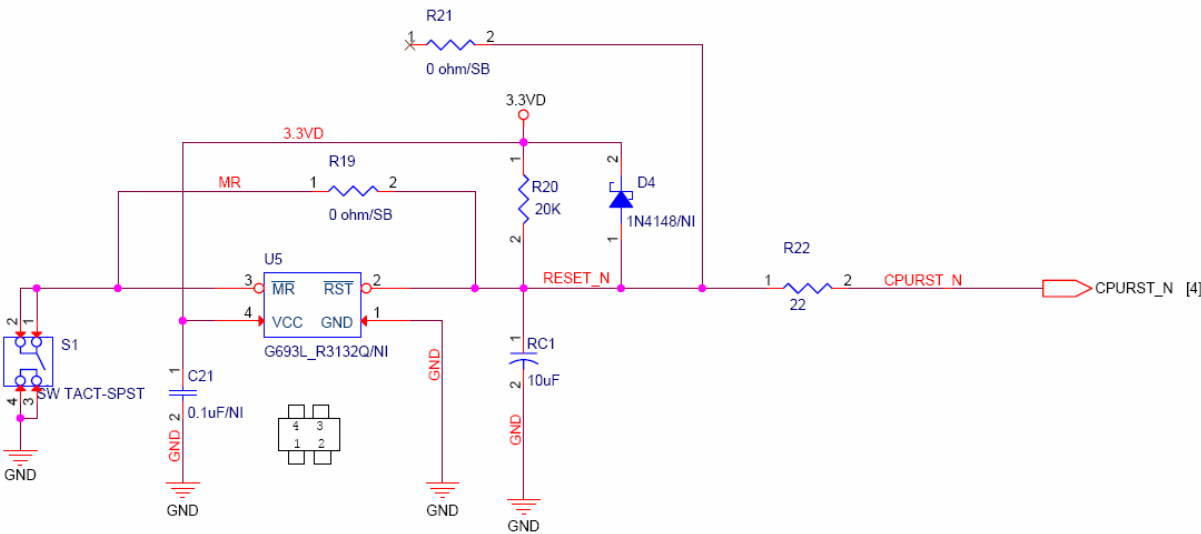 R21
1 2
0 ohm/SB
3.3VD
3.3VD
R19
MR 1 2
0 ohm/SB
1
R20
20K
2
2
D4
1N4148/NI
1
U5
3 MR RST 2
4 VCC GND 1
G693L_R3132Q/NI
RESET_N
R22
1 2
22
CPURST_N
CPURST_N [4]
2 1
S1
SW TACT-SPST
4 3
GND
1
C21
0.1uF/NI
2
GND
GND
4 3
1 2
GND
GND
1
RC1
10uF
2
GND
GND